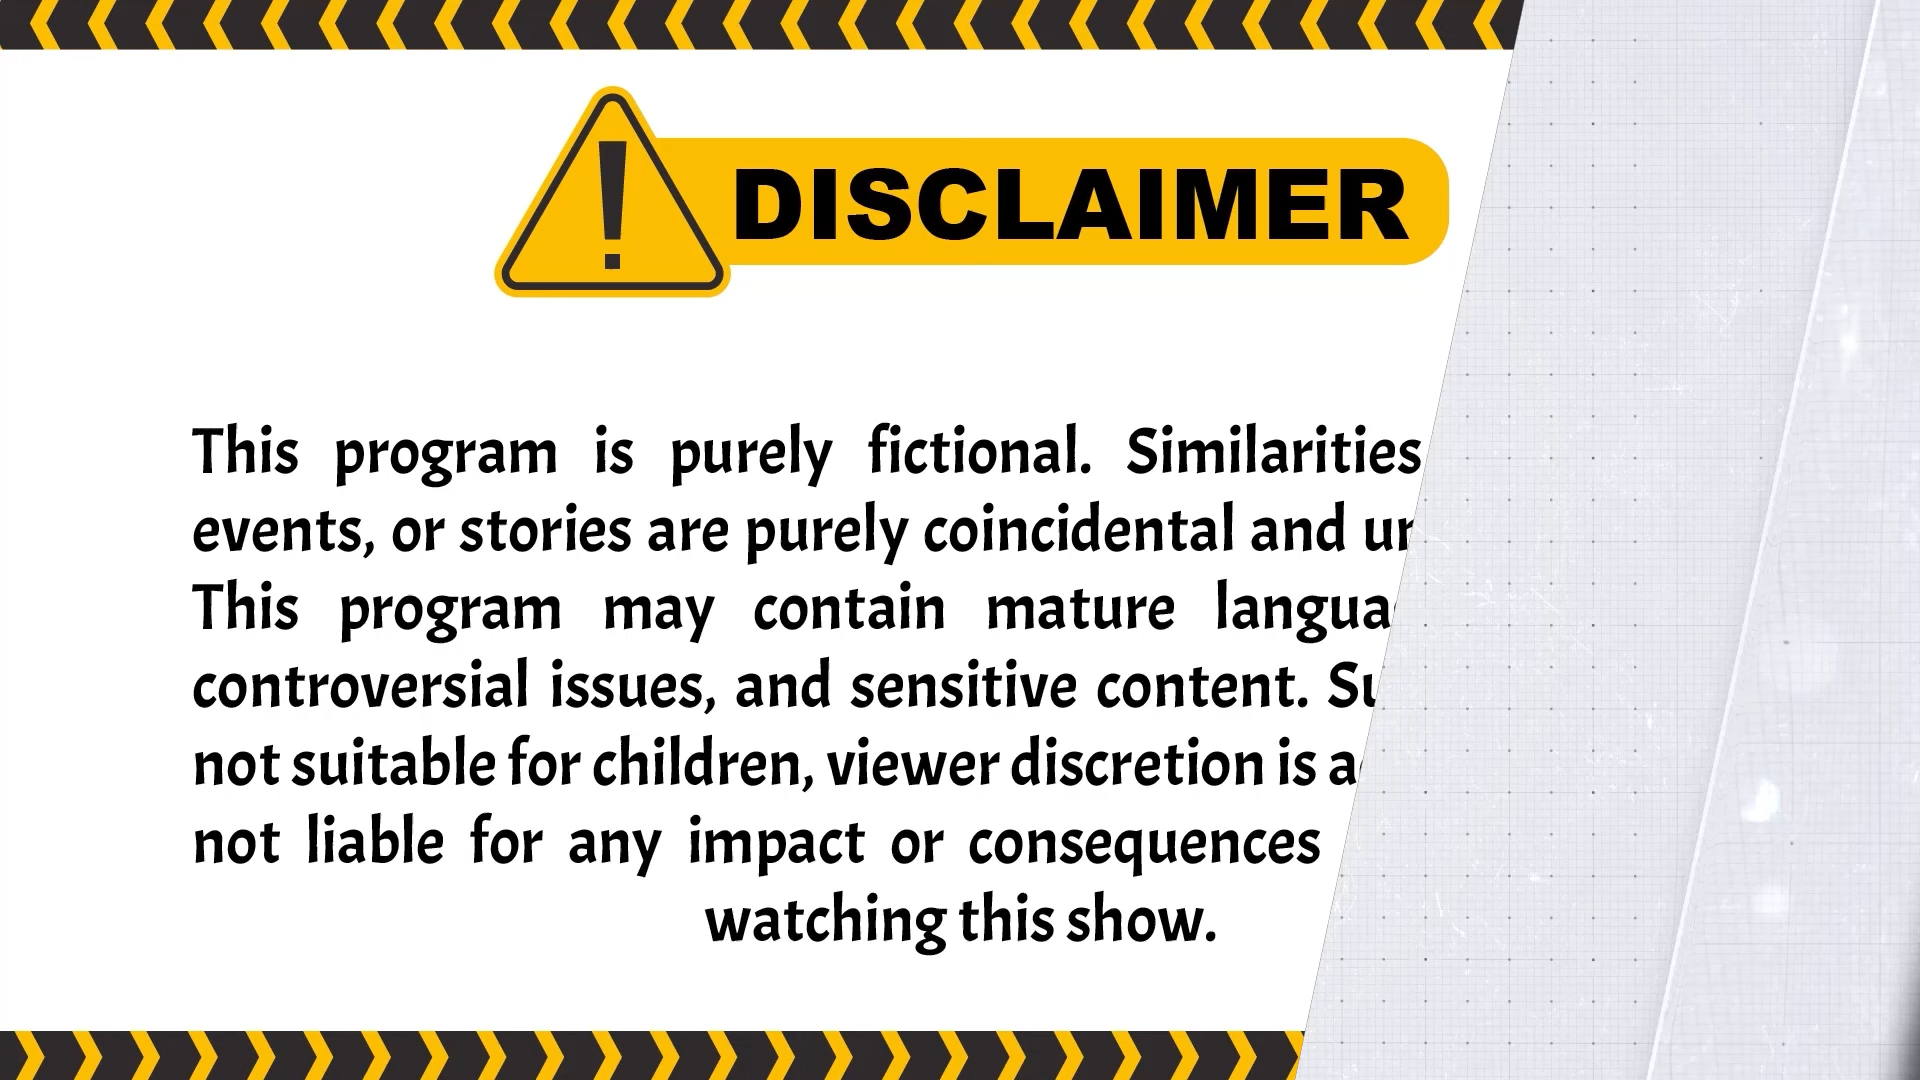 DISCLAIMER
This program is purely fictional. Similarities
events, or stories are purely coincidental and
This program may contain mature
controversial issues, and sensitive content.
not suitable for children, viewer discretion is
not liable for any impact or consequences
watching this show.